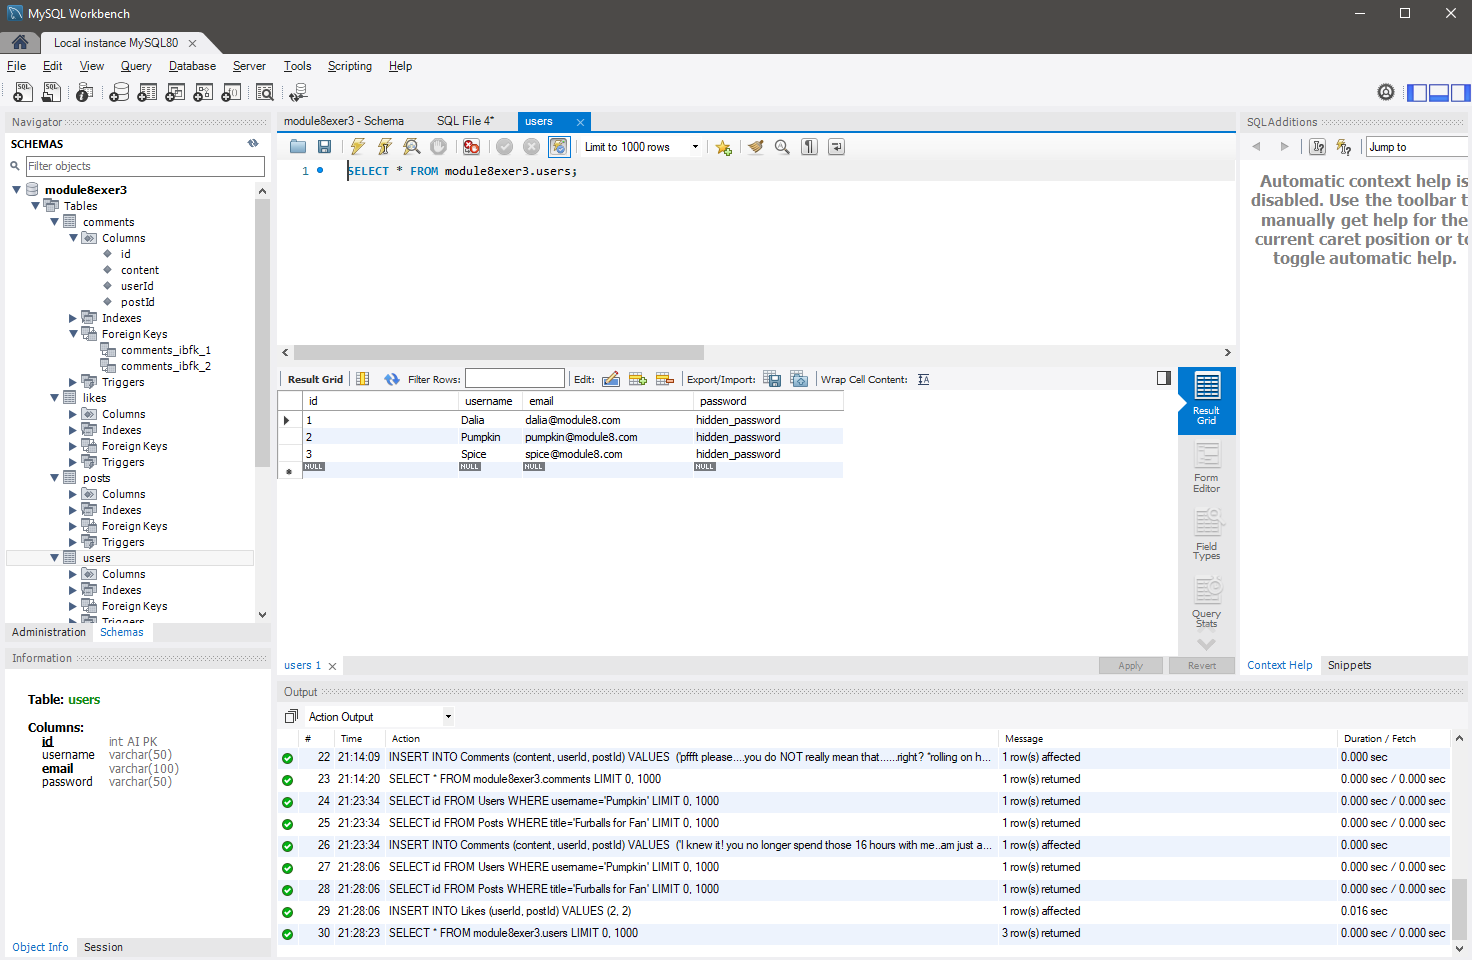 MySQL Workbench
Local instance MySQL80
File Edit View Query Database Server Tools Scripting Help
Navigator
SCHEMAS
Filter objects
module8exer3
Tables
comments
Columns
id
content
userId
postId
Indexes
Foreign Keys
comments_ibfk_1
comments_ibfk_2
Triggers
likes
Columns
Indexes
Foreign Keys
Triggers
posts
Columns
Indexes
Foreign Keys
Triggers
users
Columns
Indexes
Foreign Keys
Triggers
Administration Schemas
Information
Table: users
Columns:
id int AI PK
username varchar(50)
email varchar(100)
password varchar(50)
Object Info Session
module8exer3 - Schema SQL File 4* users
Limit to 1000 rows
1 SELECT * FROM module8exer3.users;
Result Grid Filter Rows: Edit: Export/Import: Wrap Cell Content:
id username email password
1 Dalia dalia@module8.com hidden_password
2 Pumpkin pumpkin@module8.com hidden_password
3 Spice spice@module8.com hidden_password
NULL NULL NULL NULL
Result
Grid
Form
Editor
Field
Types
Query
Stats
users 1 Apply Revert
SQLAdditions
Jump to
Automatic context help is
disabled. Use the toolbar t
manually get help for the
current caret position or to
toggle automatic help.
Context Help Snippets
Output
Action Output
# Time Action Message Duration / Fetch
22 21:14:09 INSERT INTO Comments (content, userId, postId) VALUES ('pffft please....you do NOT really mean that......right? *rolling on h... 1 row(s) affected 0.000 sec
23 21:14:20 SELECT * FROM module8exer3.comments LIMIT 0, 1000 1 row(s) returned 0.000 sec / 0.000 sec
24 21:23:34 SELECT id FROM Users WHERE username='Pumpkin' LIMIT 0, 1000 1 row(s) returned 0.000 sec / 0.000 sec
25 21:23:34 SELECT id FROM Posts WHERE title='Furballs for Fan' LIMIT 0, 1000 1 row(s) returned 0.000 sec / 0.000 sec
26 21:23:34 INSERT INTO Comments (content, userId, postId) VALUES ('I knew it! you no longer spend those 16 hours with me..am just a... 1 row(s) affected 0.000 sec
27 21:28:06 SELECT id FROM Users WHERE username='Pumpkin' LIMIT 0, 1000 1 row(s) returned 0.000 sec / 0.000 sec
28 21:28:06 SELECT id FROM Posts WHERE title='Furballs for Fan' LIMIT 0, 1000 1 row(s) returned 0.000 sec / 0.000 sec
29 21:28:06 INSERT INTO Likes (userId, postId) VALUES (2, 2) 1 row(s) affected 0.016 sec
30 21:28:23 SELECT * FROM module8exer3.users LIMIT 0, 1000 3 row(s) returned 0.000 sec / 0.000 sec